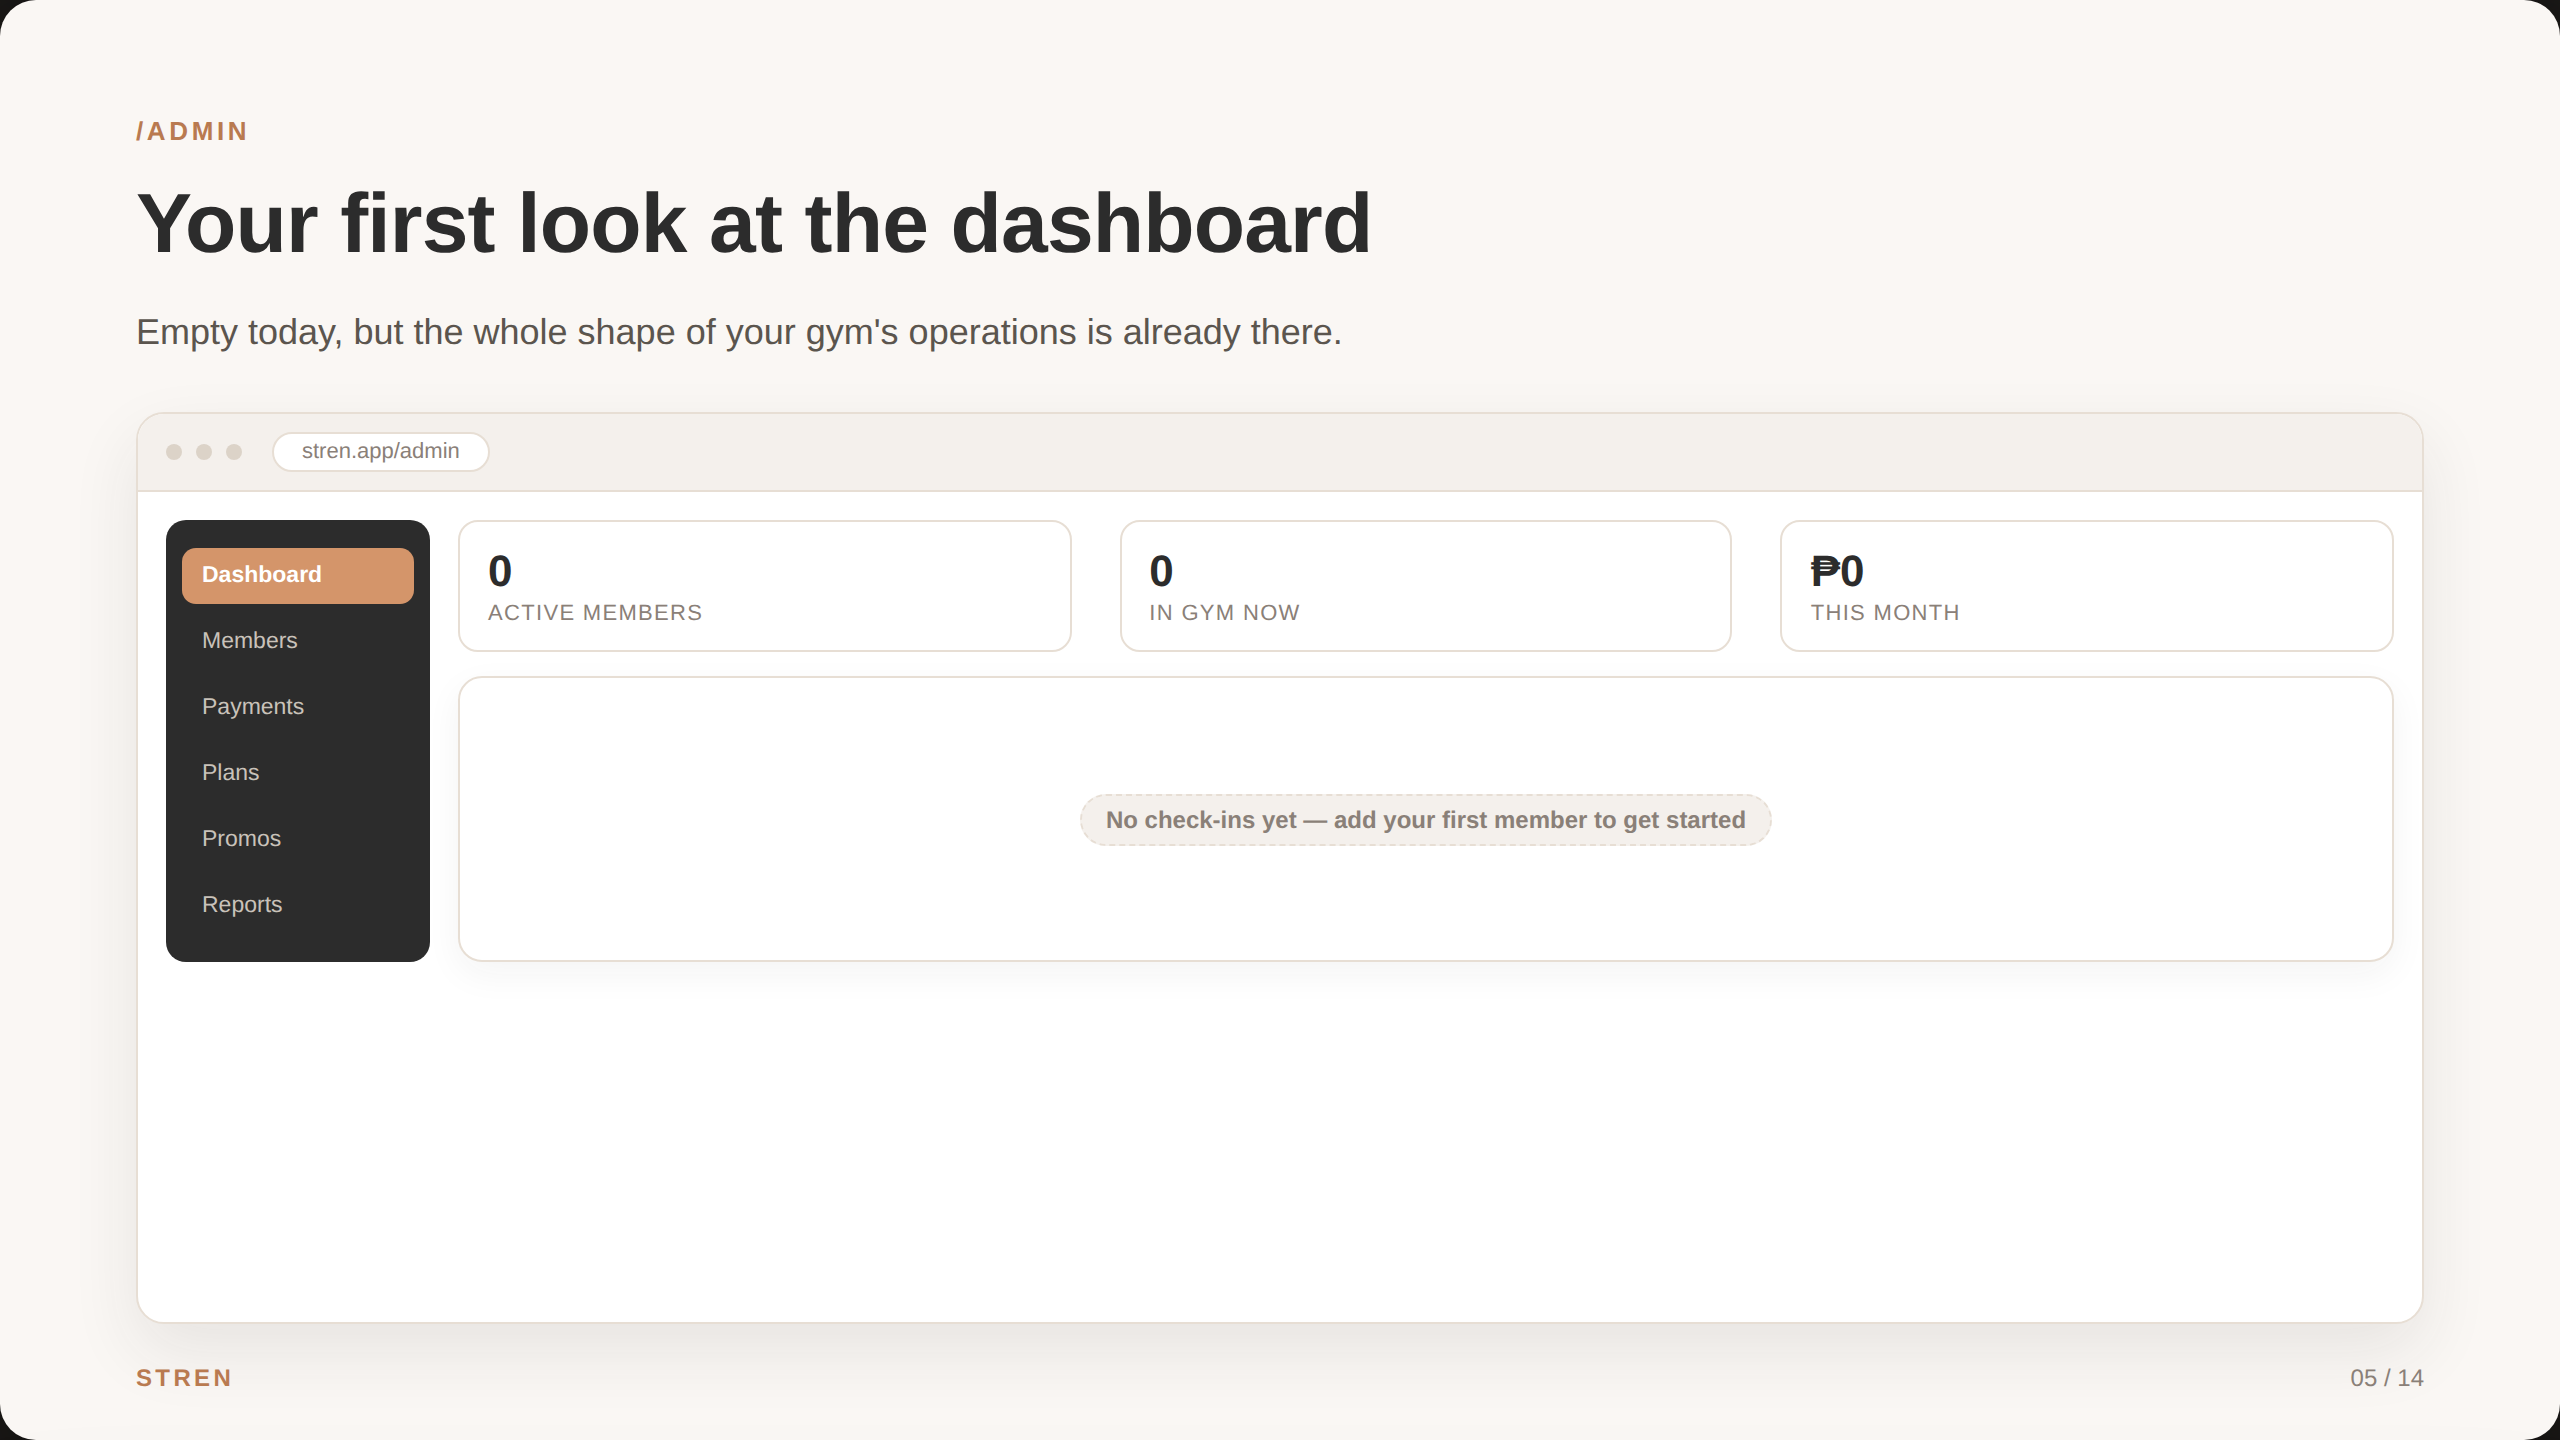 /ADMIN
Your first look at the dashboard
Empty today, but the whole shape of your gym's operations is already there.
stren.app/admin
Dashboard
Members
Payments
Plans
Promos
Reports
0
ACTIVE MEMBERS
0
IN GYM NOW
₱0
THIS MONTH
No check-ins yet — add your first member to get started
STREN
05 / 14